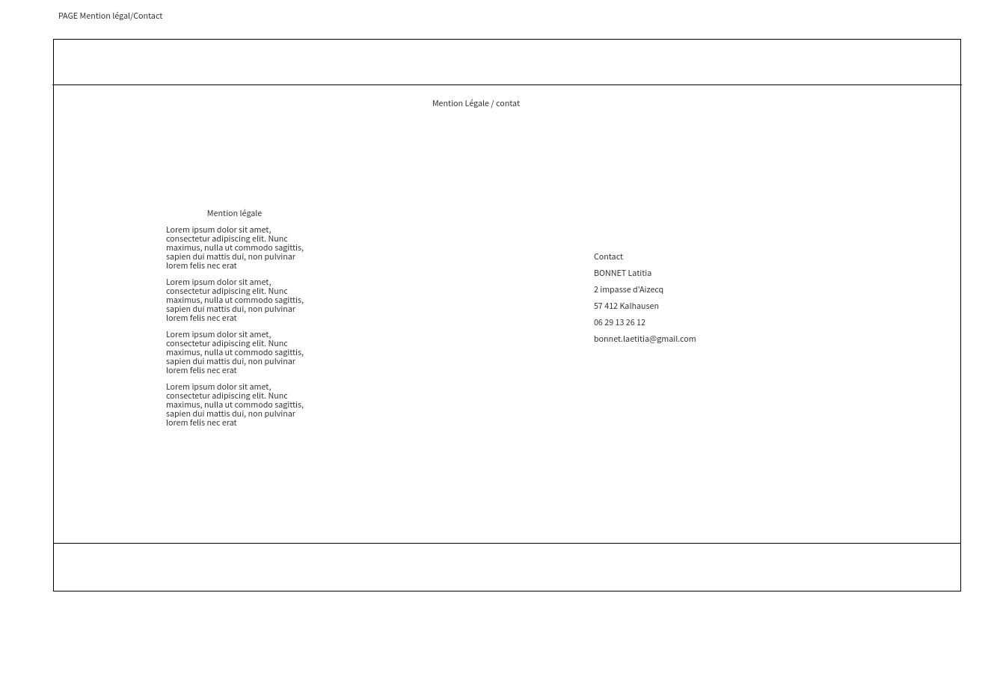 PAGE Mention légal/Contact
Mention Légale / contat
Mention légale
Lorem ipsum dolor sit amet,
consectetur adipiscing elit. Nunc
maximus, nulla ut commodo sagittis,
sapien dui mattis dui, non pulvinar
lorem felis nec erat
Lorem ipsum dolor sit amet,
consectetur adipiscing elit. Nunc
maximus, nulla ut commodo sagittis,
sapien dui mattis dui, non pulvinar
lorem felis nec erat
Lorem ipsum dolor sit amet,
consectetur adipiscing elit. Nunc
maximus, nulla ut commodo sagittis,
sapien dui mattis dui, non pulvinar
lorem felis nec erat
Lorem ipsum dolor sit amet,
consectetur adipiscing elit. Nunc
maximus, nulla ut commodo sagittis,
sapien dui mattis dui, non pulvinar
lorem felis nec erat
Contact
BONNET Latitia
2 impasse d'Aizecq
57 412 Kalhausen
06 29 13 26 12
bonnet.laetitia@gmail.com